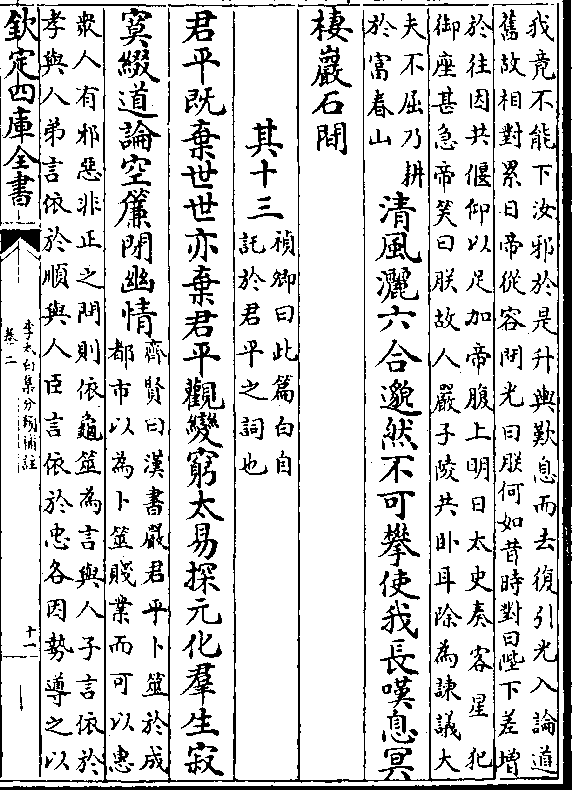 我竟不能下汝邪於是升輿歎息而去復引光入論道
舊故相對累日帝從容問光曰朕何如昔時對曰陛下差增
於往因共偃仰以足加帝腹上明日太史奏客星犯
御座甚急帝笑曰朕故人嚴子陵共卧耳除為諫議大
夫不屈乃耕
於富春山
清風灑六合邈然不可攀使我長嘆息冥
棲巖石間
其十三
禎卿曰此篇白自
託於君平之詞也
君平既棄世世亦棄君平觀變窮太易探元化羣生寂
寞綴道論空簾閉幽情
齊賢曰漢書嚴君平卜筮於成
都市以為卜筮賤業而可以惠
衆人有邪惡非正之問則依龜筮為言與人子言依於
孝與人弟言依於順與人臣言依於忠各因勢導之以
欽定四庫全書
李太白集分類補註
卷二
十一